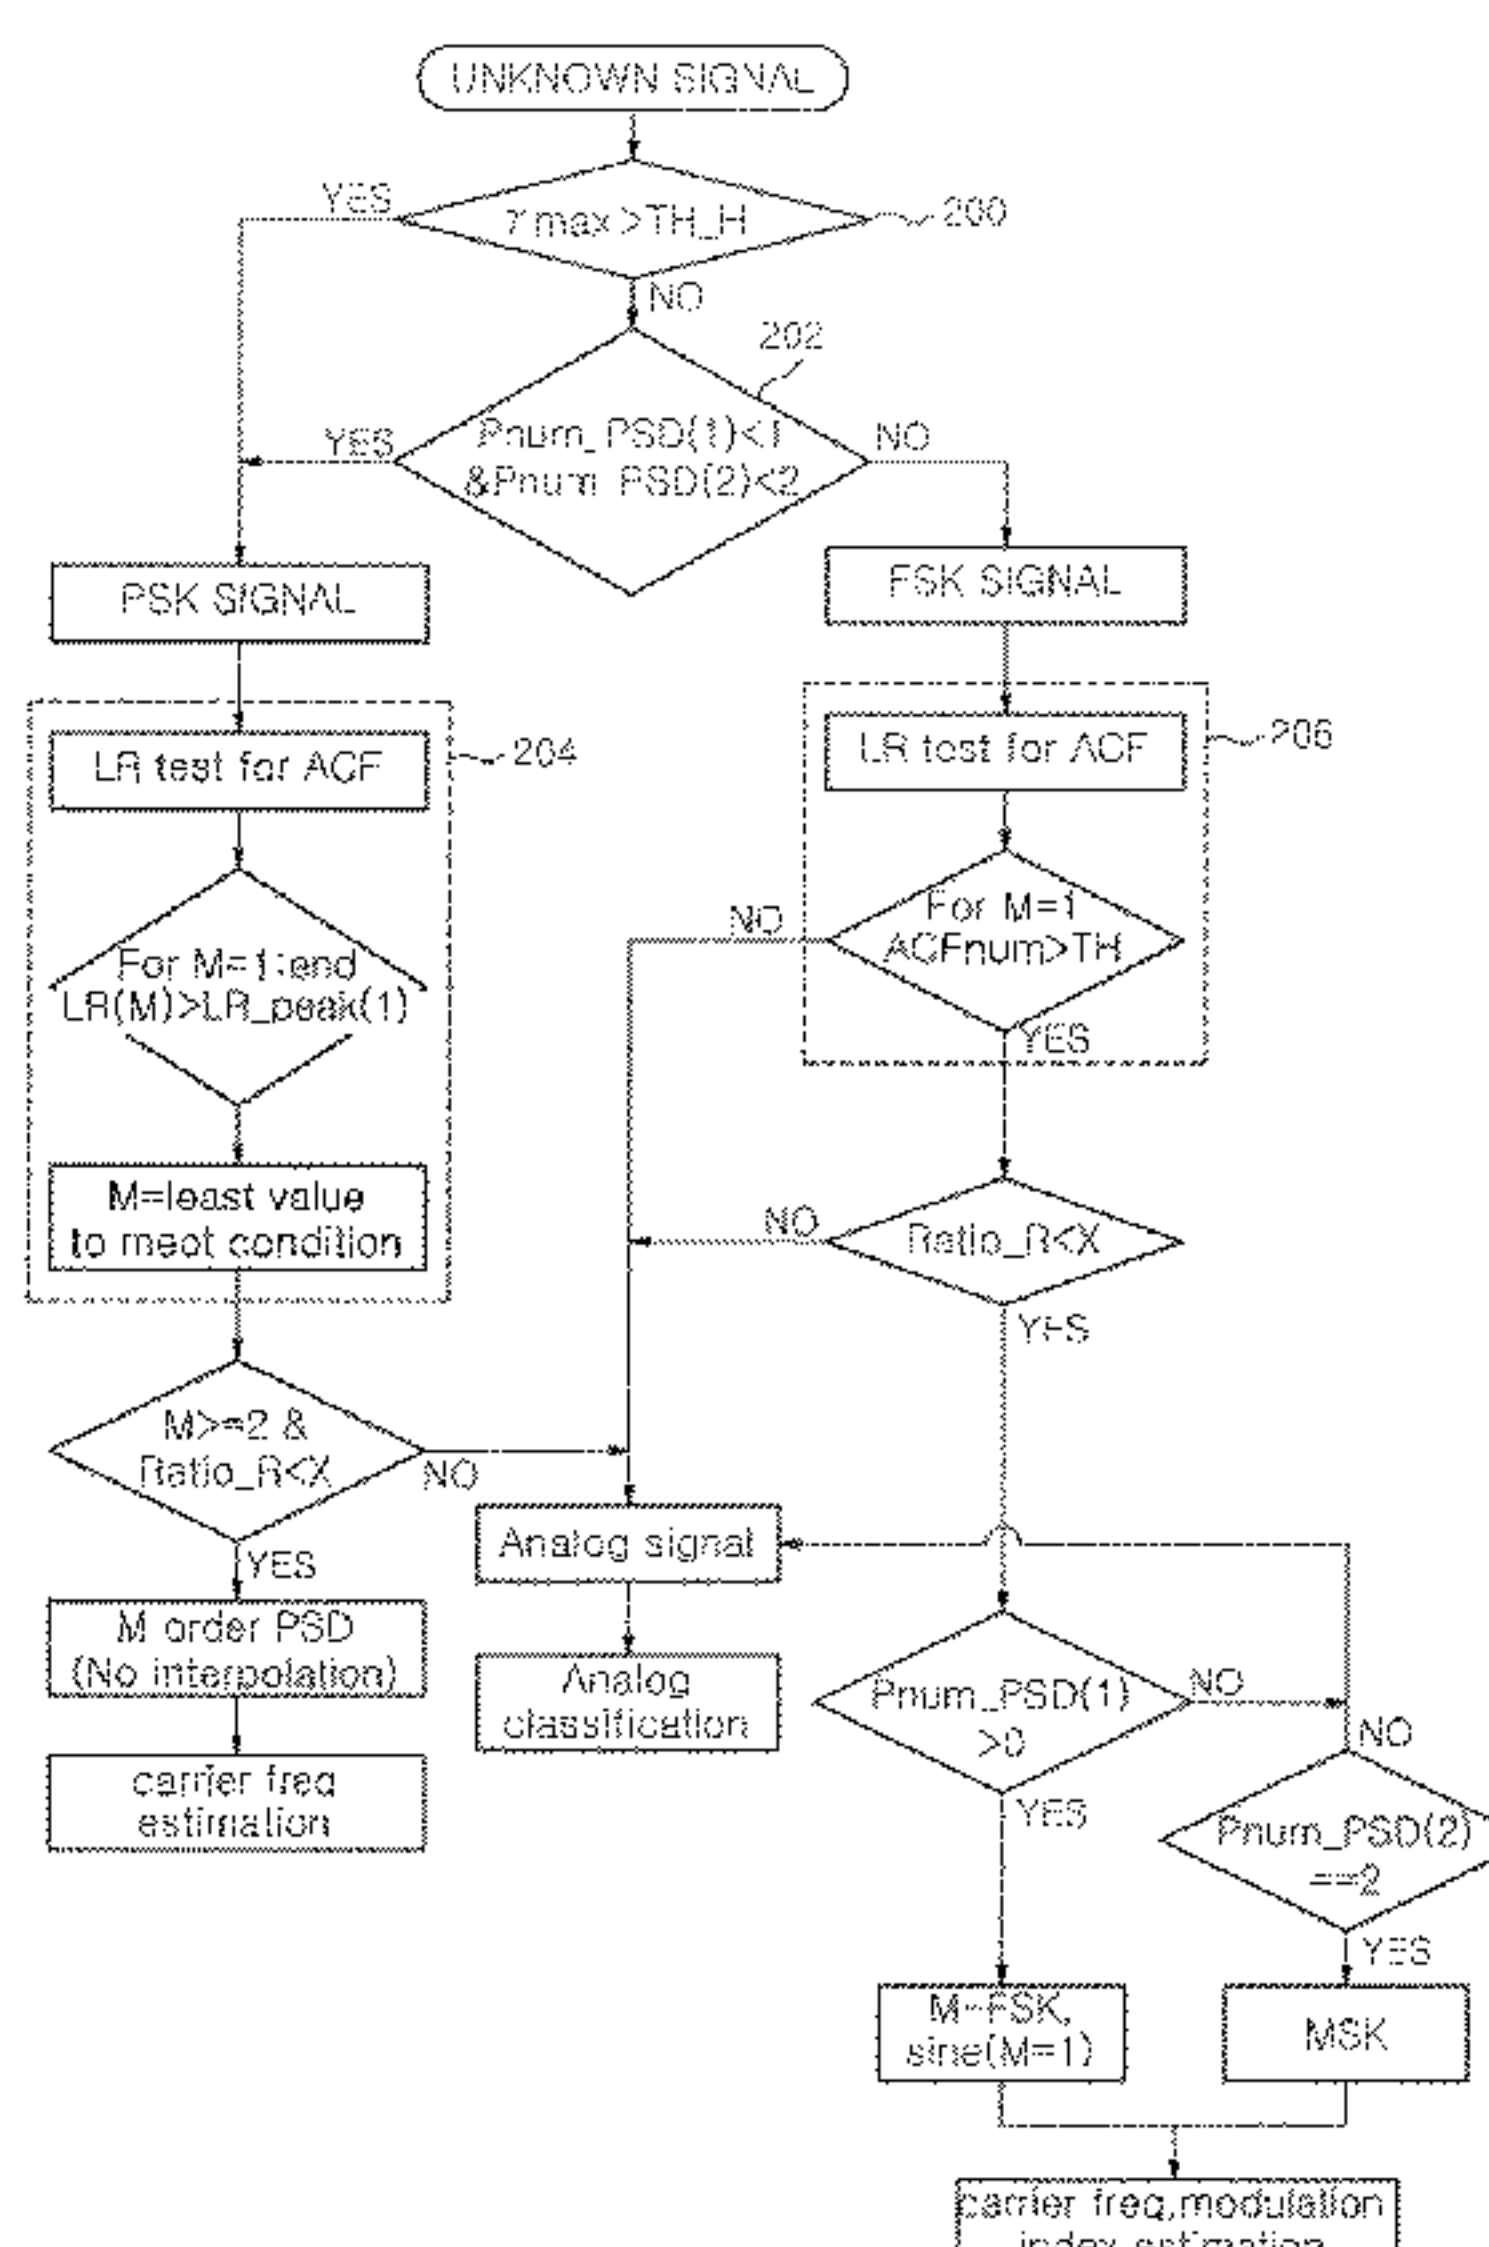 UNKNOWN SIGNAL
YES
γmax>TH_H
200
NO
202
Pnum_PSD(1)<1
&Pnum_PSD(2)<2
YES
NO
PSK SIGNAL
FSK SIGNAL
LR test for ACF
204
LR test for ACF
206
For M=1:end
LR(M)>LR_peak(1)
For M=1
ACFnum>TH
NO
YES
M=least value
to meet condition
NO
Ratio_R<X
YES
M>=2 &
Ratio_R<X
NO
YES
Analog signal
M order PSD
(No interpolation)
Analog
classification
Pnum_PSD(1)
>0
NO
YES
NO
carrier freq
estimation
Pnum_PSD(2)
==2
YES
M-FSK,
sine(M=1)
MSK
carrier freq,modulation
index estimation